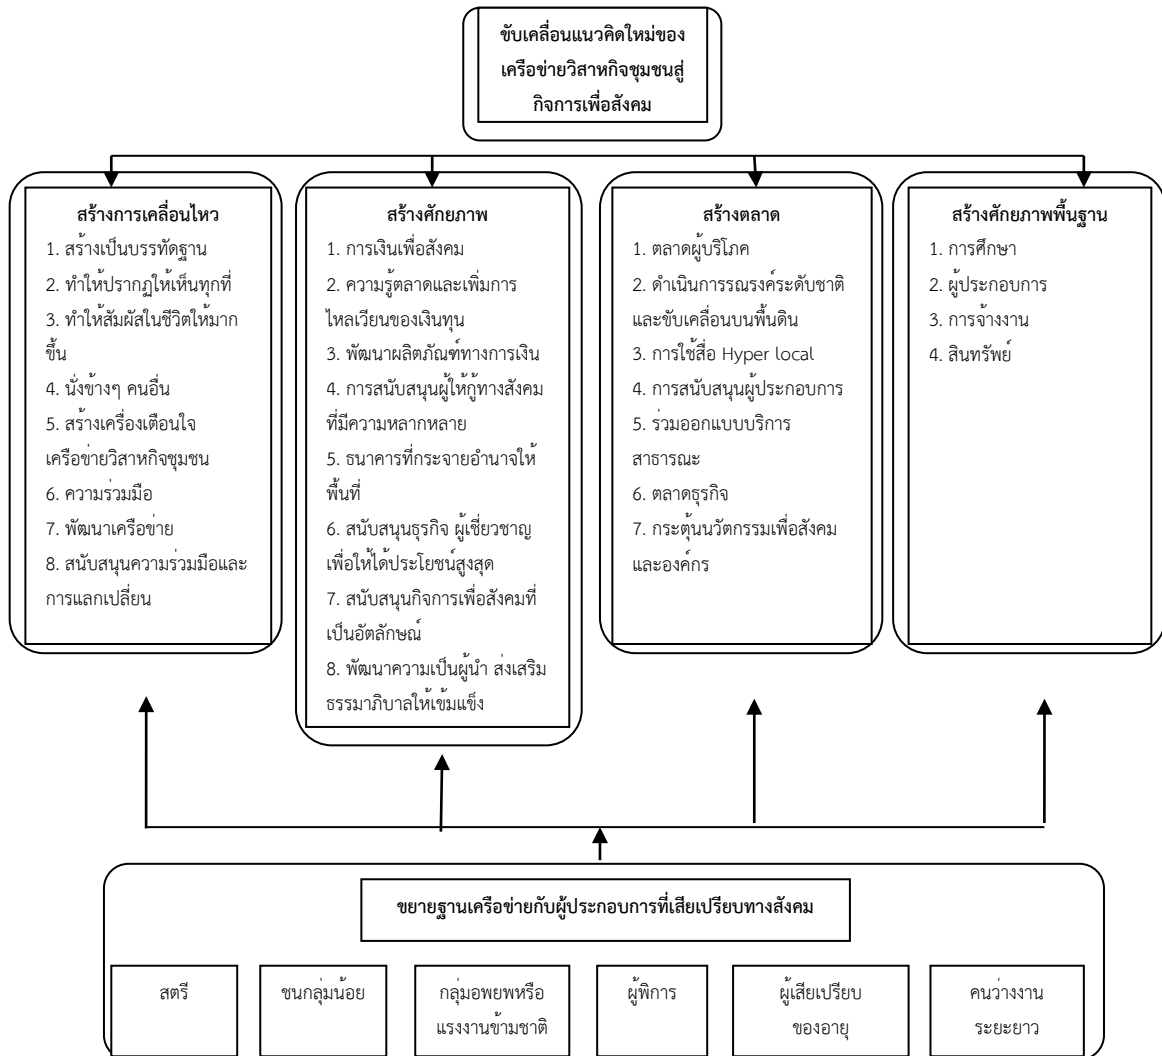 ขับเคลื่อนแนวคิดใหม่ของ
เครือข่ายวิสาหกิจชุมชนสู่
กิจการเพื่อสังคม
สร้างการเคลื่อนไหว
1. สร้างเป็นบรรทัดฐาน
2. ทำให้ปรากฏให้เห็นทุกที่
3. ทำให้สัมผัสในชีวิตให้มาก
ขึ้น
4. นั่งข้างๆ คนอื่น
5. สร้างเครื่องเตือนใจ
เครือข่ายวิสาหกิจชุมชน
6. ความร่วมมือ
7. พัฒนาเครือข่าย
8. สนับสนุนความร่วมมือและ
การแลกเปลี่ยน
สร้างศักยภาพ
1. การเงินเพื่อสังคม
2. ความรู้ตลาดและเพิ่มการ
ไหลเวียนของเงินทุน
3. พัฒนาผลิตภัณฑ์ทางการเงิน
4. การสนับสนุนผู้ให้กู้ทางสังคม
ที่มีความหลากหลาย
5. ธนาคารที่กระจายอำนาจให้
พื้นที่
6. สนับสนุนธุรกิจ ผู้เชี่ยวชาญ
เพื่อให้ได้ประโยชน์สูงสุด
7. สนับสนุนกิจการเพื่อสังคมที่
เป็นอัตลักษณ์
8. พัฒนาความเป็นผู้นำ ส่งเสริม
ธรรมาภิบาลให้เข้มแข็ง
สร้างตลาด
1. ตลาดผู้บริโภค
2. ดำเนินการรณรงค์ระดับชาติ
และขับเคลื่อนบนพื้นดิน
3. การใช้สื่อ Hyper local
4. การสนับสนุนผู้ประกอบการ
5. ร่วมออกแบบบริการ
สาธารณะ
6. ตลาดธุรกิจ
7. กระตุ้นนวัตกรรมเพื่อสังคม
และองค์กร
สร้างศักยภาพพื้นฐาน
1. การศึกษา
2. ผู้ประกอบการ
3. การจ้างงาน
4. สินทรัพย์
ขยายฐานเครือข่ายกับผู้ประกอบการที่เสียเปรียบทางสังคม
สตรี
ชนกลุ่มน้อย
กลุ่มอพยพหรือ
แรงงานข้ามชาติ
ผู้พิการ
ผู้เสียเปรียบ
ของอายุ
คนว่างงาน
ระยะยาว